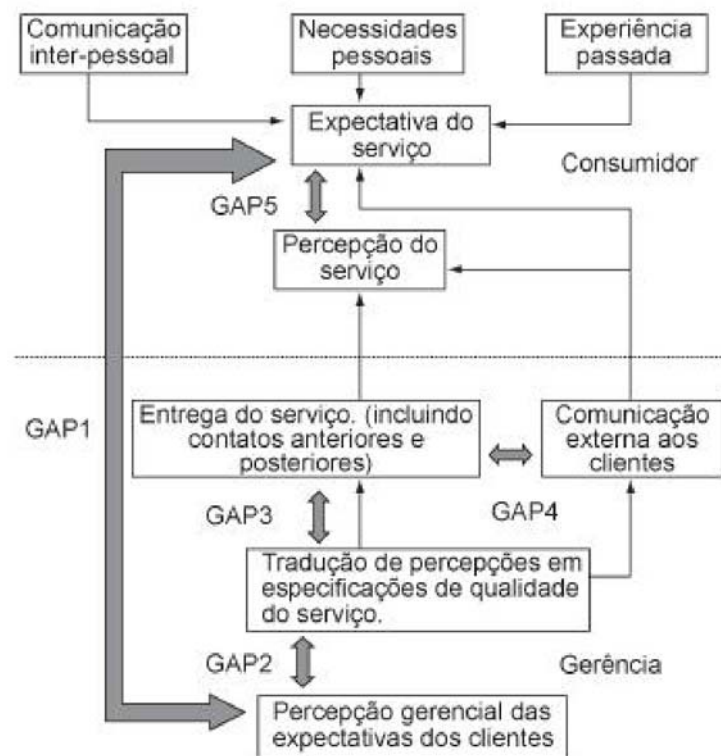 Comunicação
inter-pessoal
Necessidades
pessoais
Experiência
passada
Expectativa do
serviço
Consumidor
GAP5
Percepção do
serviço
GAP1
Entrega do serviço. (incluindo
contatos anteriores e
posteriores)
Comunicação
externa aos
clientes
GAP3
GAP4
Tradução de percepções em
especificações de qualidade
do serviço.
GAP2
Gerência
Percepção gerencial das
expectativas dos clientes